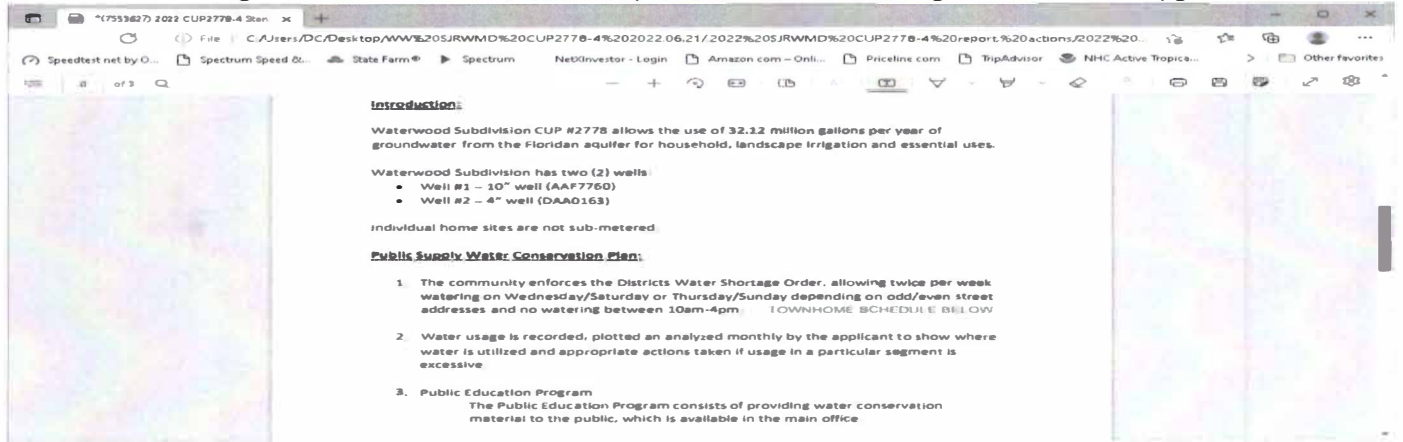 *(7553627) 2022 CUP2778-4 Stan
File C:/Users/DC/Desktop/WW%20SJRWMD%20CUP2778-4%202022.06.21/2022%20SJRWMD%20CUP2778-4%20report.%20actions/2022%20...
Speedtest net by O... Spectrum Speed &... State Farm® Spectrum NetXInvestor - Login Amazon com – Onli... Priceline com TripAdvisor NHC Active Tropica... Other favorites
of 3
Introduction:
Waterwood Subdivision CUP #2778 allows the use of 32.12 million gallons per year of
groundwater from the Floridan aquifer for household, landscape irrigation and essential uses.
Waterwood Subdivision has two (2) wells
• Well #1 – 10" well (AAF7760)
• Well #2 – 4" well (DAA0163)
Individual home sites are not sub-metered
Public Supply Water Conservation Plan:
1 The community enforces the Districts Water Shortage Order, allowing twice per week
watering on Wednesday/Saturday or Thursday/Sunday depending on odd/even street
addresses and no watering between 10am-4pm TOWNHOME SCHEDULE BELOW
2 Water usage is recorded, plotted an analyzed monthly by the applicant to show where
water is utilized and appropriate actions taken if usage in a particular segment is
excessive
3. Public Education Program
The Public Education Program consists of providing water conservation
material to the public, which is available in the main office